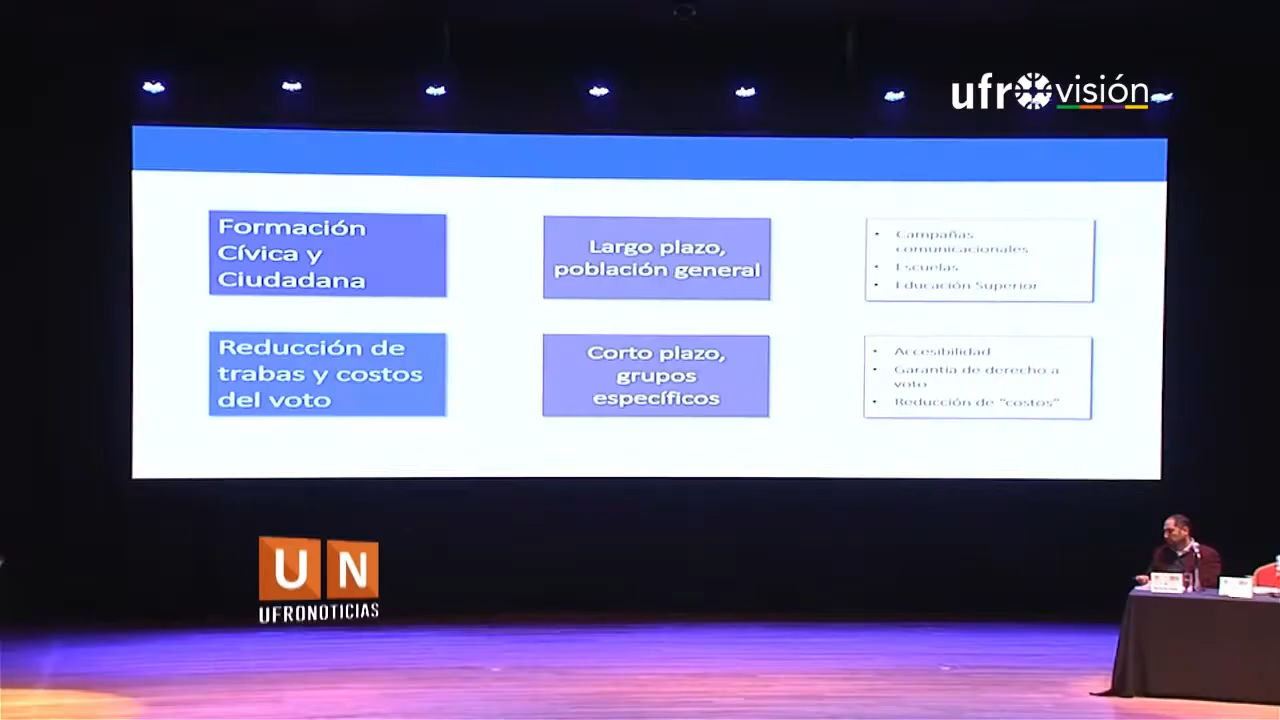 ufrovisión
Formación
Cívica y
Ciudadana
Largo plazo,
población general
• Campañas
comunicacionales
• Escuelas
• Educación Superior
Reducción de
trabas y costos
del voto
Corto plazo,
grupos
específicos
• Accesibilidad
• Garantía de derecho a
voto
• Reducción de "costos"
UN
UFRONOTICIAS